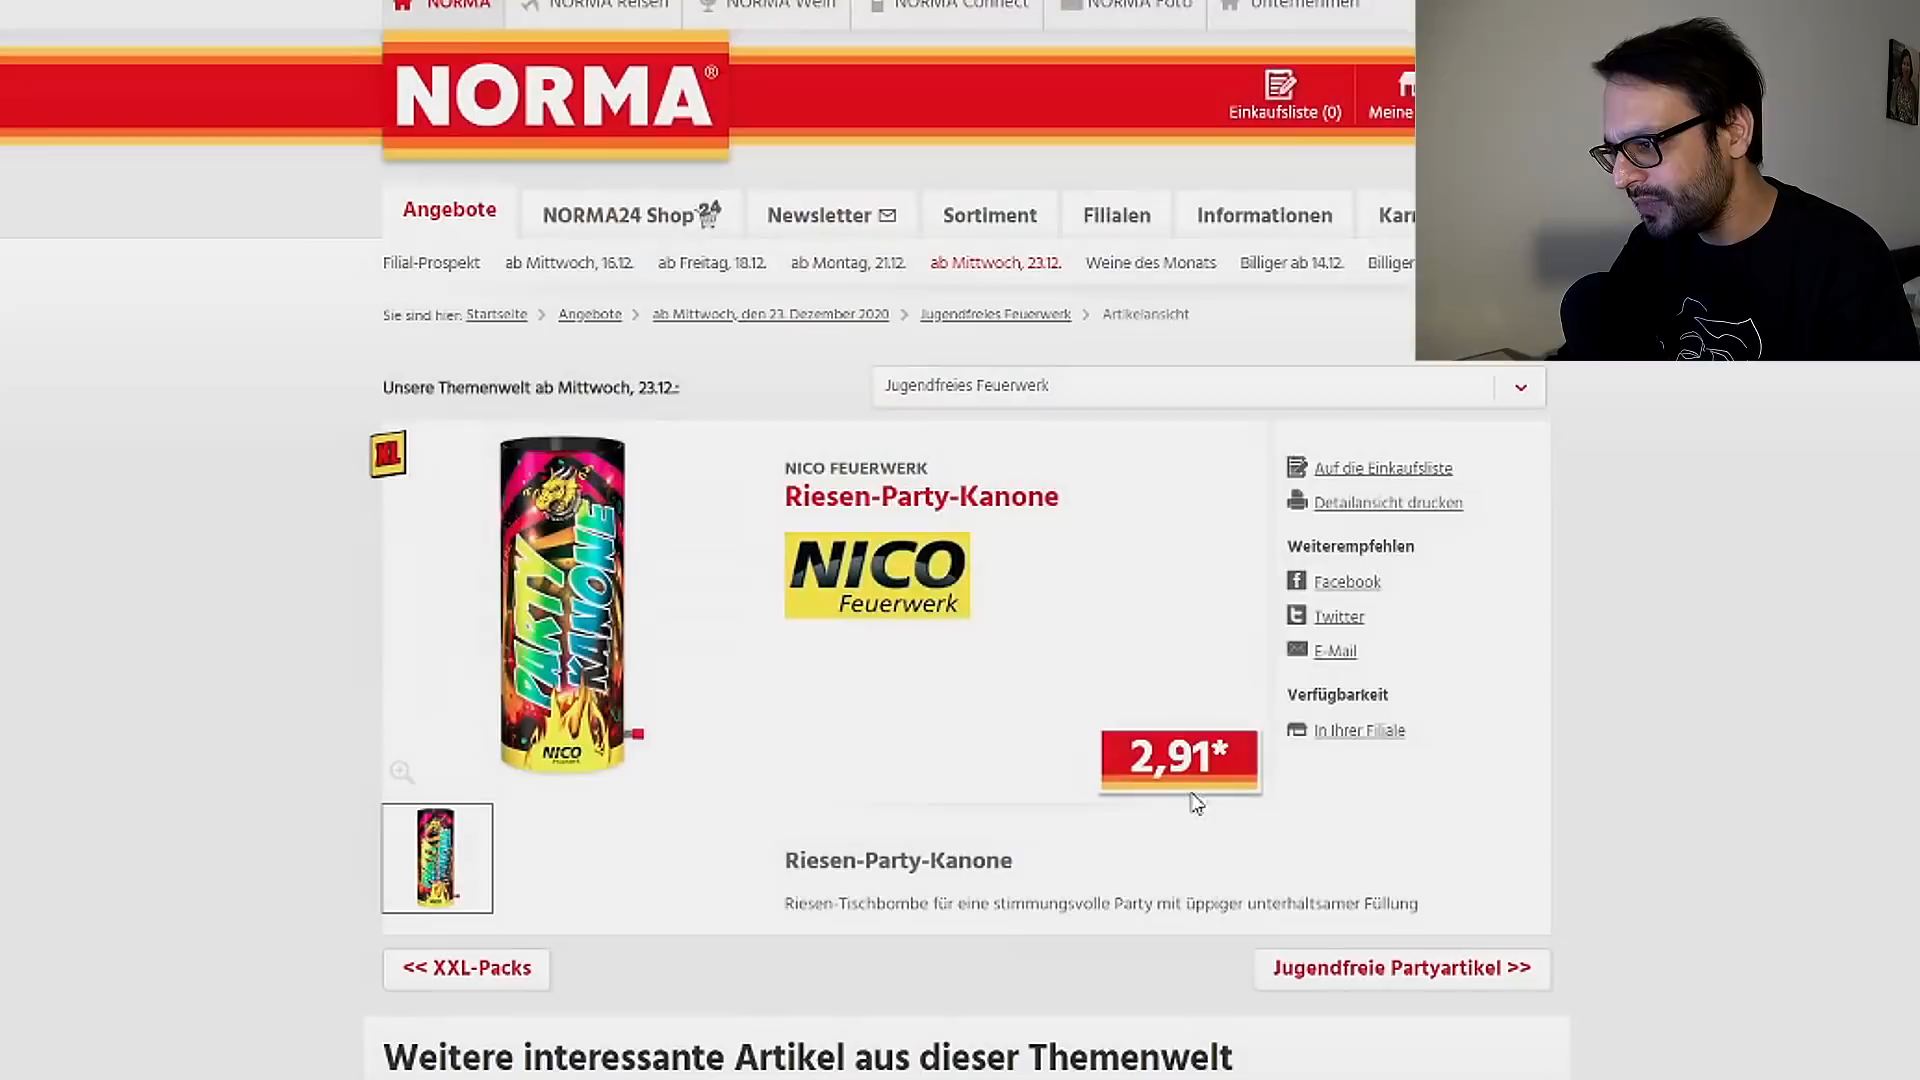 NORMA NORMA Reisen NORMA Wein NORMA Connect NORMA Foto Unternehmen
NORMA®
Einkaufsliste (0) Meine
Angebote NORMA24 Shop 24 Newsletter Sortiment Filialen Informationen Karr
Filial-Prospekt ab Mittwoch, 16.12. ab Freitag, 18.12. ab Montag, 21.12. ab Mittwoch, 23.12. Weine des Monats Billiger ab 14.12. Billiger
Sie sind hier: Startseite > Angebote > ab Mittwoch, den 23. Dezember 2020 > Jugendfreies Feuerwerk > Artikelansicht
Unsere Themenwelt ab Mittwoch, 23.12.: Jugendfreies Feuerwerk
XL
PARTY
KANONE
NICO
Feuerwerk
NICO FEUERWERK
Riesen-Party-Kanone
NICO
Feuerwerk
2,91*
Auf die Einkaufsliste
Detailansicht drucken
Weiterempfehlen
Facebook
Twitter
E-Mail
Verfügbarkeit
In Ihrer Filiale
Riesen-Party-Kanone
Riesen-Tischbombe für eine stimmungsvolle Party mit üppiger unterhaltsamer Füllung
<< XXL-Packs Jugendfreie Partyartikel >>
Weitere interessante Artikel aus dieser Themenwelt